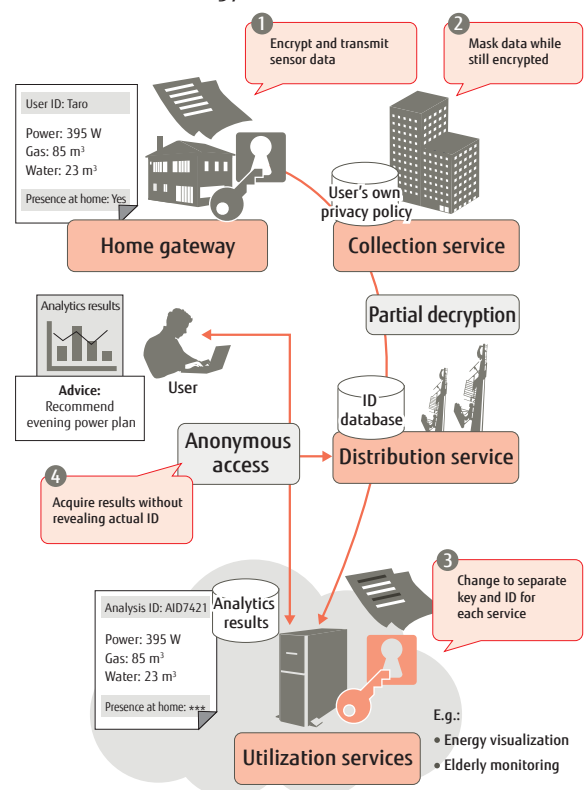 1
Encrypt and transmit
sensor data
2
Mask data while
still encrypted
User ID: Taro
Power: 395 W
Gas: 85 m³
Water: 23 m³
Presence at home: Yes
User's own
privacy policy
Home gateway
Collection service
Partial decryption
Analytics results
Advice:
Recommend
evening power plan
User
ID
database
Anonymous
access
Distribution service
4
Acquire results without
revealing actual ID
3
Change to separate
key and ID for
each service
Analysis ID: AID7421
Power: 395 W
Gas: 85 m³
Water: 23 m³
Presence at home: ***
Analytics
results
Utilization services
E.g.:
• Energy visualization
• Elderly monitoring